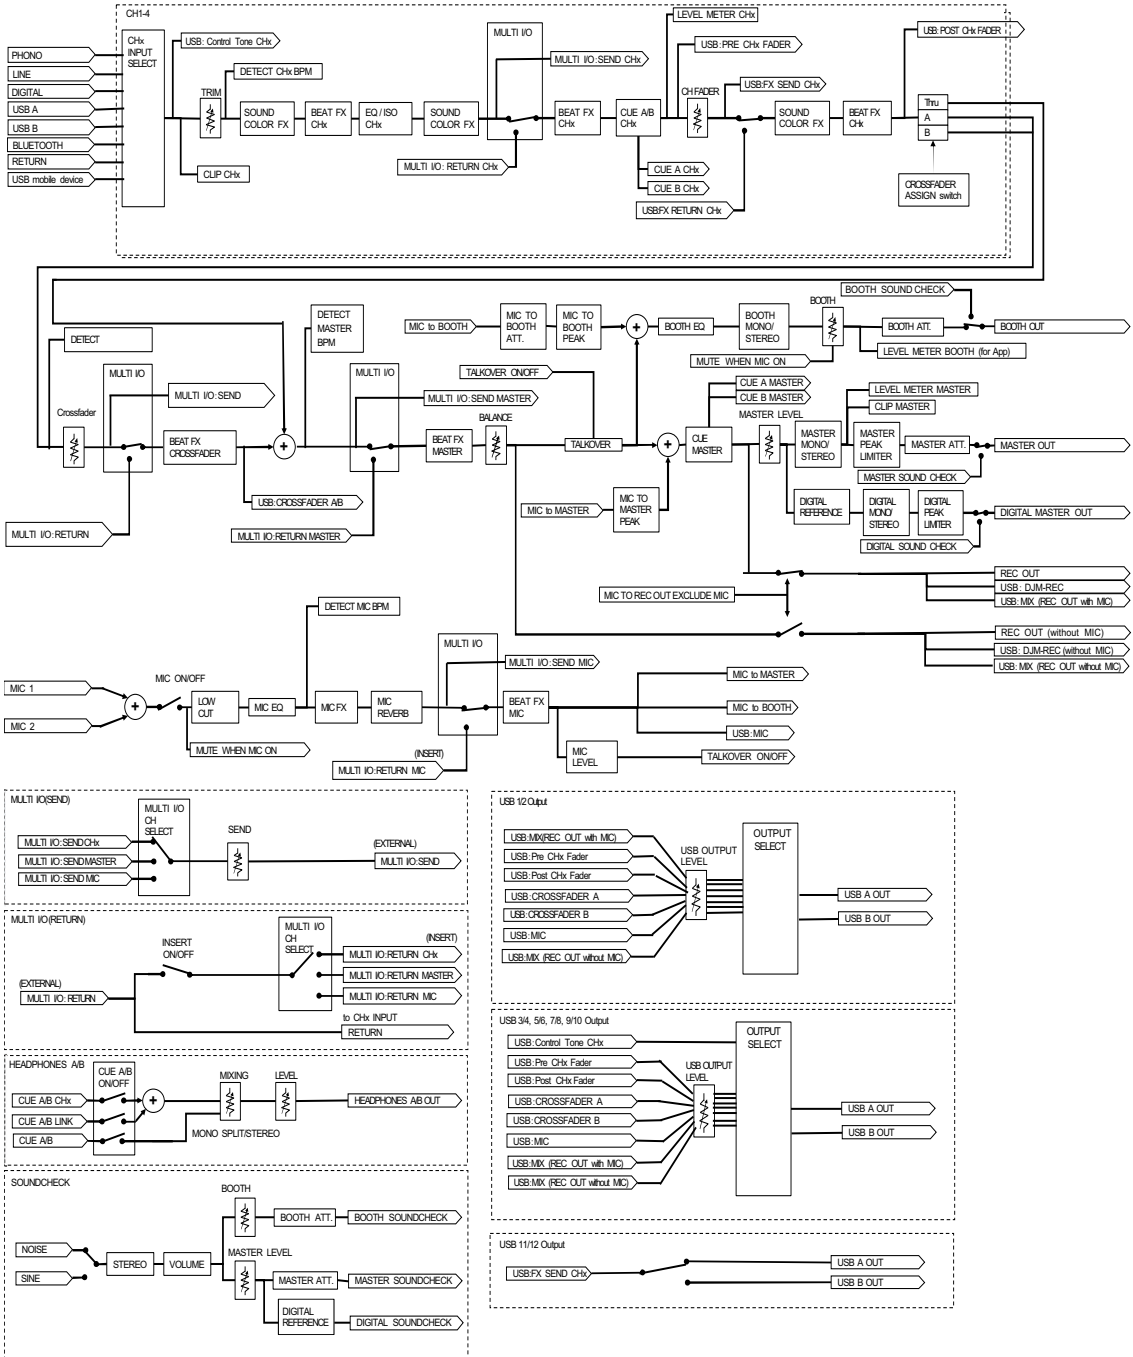 CH1-4
CHx
INPUT
SELECT
PHONO
LINE
DIGITAL
USB A
USB B
BLUETOOTH
RETURN
USB mobile device
USB: Control Tone CHx
DETECT CHx BPM
TRIM
CLIP CHx
SOUND
COLOR FX
BEAT FX
CHx
EQ / ISO
CHx
SOUND
COLOR FX
MULTI I/O
MULTI I/O: SEND CHx
MULTI I/O: RETURN CHx
BEAT FX
CHx
CUE A/B
CHx
CUE A CHx
CUE B CHx
LEVEL METER CHx
USB: PRE CHx FADER
CH FADER
USB:FX SEND CHx
USB:FX RETURN CHx
SOUND
COLOR FX
BEAT FX
CHx
USB: POST CHx FADER
Thru
A
B
CROSSFADER
ASSIGN switch
DETECT
MULTI I/O
MULTI I/O: SEND
Crossfader
BEAT FX
CROSSFADER
MULTI I/O: RETURN
+
USB: CROSSFADER A/B
DETECT
MASTER
BPM
MULTI I/O
MULTI I/O: SEND MASTER
MULTI I/O: RETURN MASTER
BEAT FX
MASTER
BALANCE
MIC to BOOTH
MIC TO
BOOTH
ATT.
MIC TO
BOOTH
PEAK
+
BOOTH EQ
BOOTH
MONO/
STEREO
BOOTH
MUTE WHEN MIC ON
BOOTH SOUND CHECK
BOOTH ATT.
BOOTH OUT
LEVEL METER BOOTH (for App)
TALKOVER ON/OFF
TALKOVER
+
MIC to MASTER
MIC TO
MASTER
PEAK
CUE
MASTER
CUE A MASTER
CUE B MASTER
MASTER LEVEL
MASTER
MONO/
STEREO
LEVEL METER MASTER
CLIP MASTER
MASTER
PEAK
LIMITER
MASTER ATT.
MASTER OUT
MASTER SOUND CHECK
DIGITAL
REFERENCE
DIGITAL
MONO/
STEREO
DIGITAL
PEAK
LIMITER
DIGITAL MASTER OUT
DIGITAL SOUND CHECK
MIC TO REC OUT EXCLUDE MIC
REC OUT
USB: DJM-REC
USB: MIX (REC OUT with MIC)
REC OUT (without MIC)
USB: DJM-REC (without MIC)
USB: MIX (REC OUT without MIC)
MIC 1
MIC 2
+
MIC ON/OFF
MUTE WHEN MIC ON
LOW
CUT
MIC EQ
DETECT MIC BPM
MIC FX
MIC
REVERB
MULTI I/O
MULTI I/O: SEND MIC
(INSERT)
MULTI I/O: RETURN MIC
BEAT FX
MIC
MIC to MASTER
MIC to BOOTH
USB: MIC
MIC
LEVEL
TALKOVER ON/OFF
MULTI I/O(SEND)
MULTI I/O
CH
SELECT
MULTI I/O: SEND CHx
MULTI I/O: SEND MASTER
MULTI I/O: SEND MIC
SEND
(EXTERNAL)
MULTI I/O: SEND
MULTI I/O (RETURN)
INSERT
ON/OFF
MULTI I/O
CH
SELECT
(INSERT)
MULTI I/O: RETURN CHx
MULTI I/O: RETURN MASTER
MULTI I/O: RETURN MIC
(EXTERNAL)
MULTI I/O: RETURN
to CHx INPUT
RETURN
HEADPHONES A/B
CUE A/B
ON/OFF
CUE A/B CHx
CUE A/B LINK
CUE A/B
+
MIXING
LEVEL
MONO SPLIT/STEREO
HEADPHONES A/B OUT
SOUNDCHECK
NOISE
SINE
STEREO
VOLUME
BOOTH
BOOTH ATT.
BOOTH SOUNDCHECK
MASTER LEVEL
MASTER ATT.
MASTER SOUNDCHECK
DIGITAL
REFERENCE
DIGITAL SOUNDCHECK
USB 1/2 Output
USB:MIX(REC OUT with MIC)
USB: Pre CHx Fader
USB: Post CHx Fader
USB:CROSSFADER A
USB:CROSSFADER B
USB: MIC
USB:MIX (REC OUT without MIC)
USB OUTPUT
LEVEL
OUTPUT
SELECT
USB A OUT
USB B OUT
USB 3/4, 5/6, 7/8, 9/10 Output
USB: Control Tone CHx
USB: Pre CHx Fader
USB: Post CHx Fader
USB: CROSSFADER A
USB: CROSSFADER B
USB: MIC
USB: MIX (REC OUT with MIC)
USB:MIX (REC OUT without MIC)
USB OUTPUT
LEVEL
OUTPUT
SELECT
USB A OUT
USB B OUT
USB 11/12 Output
USB:FX SEND CHx
USB A OUT
USB B OUT